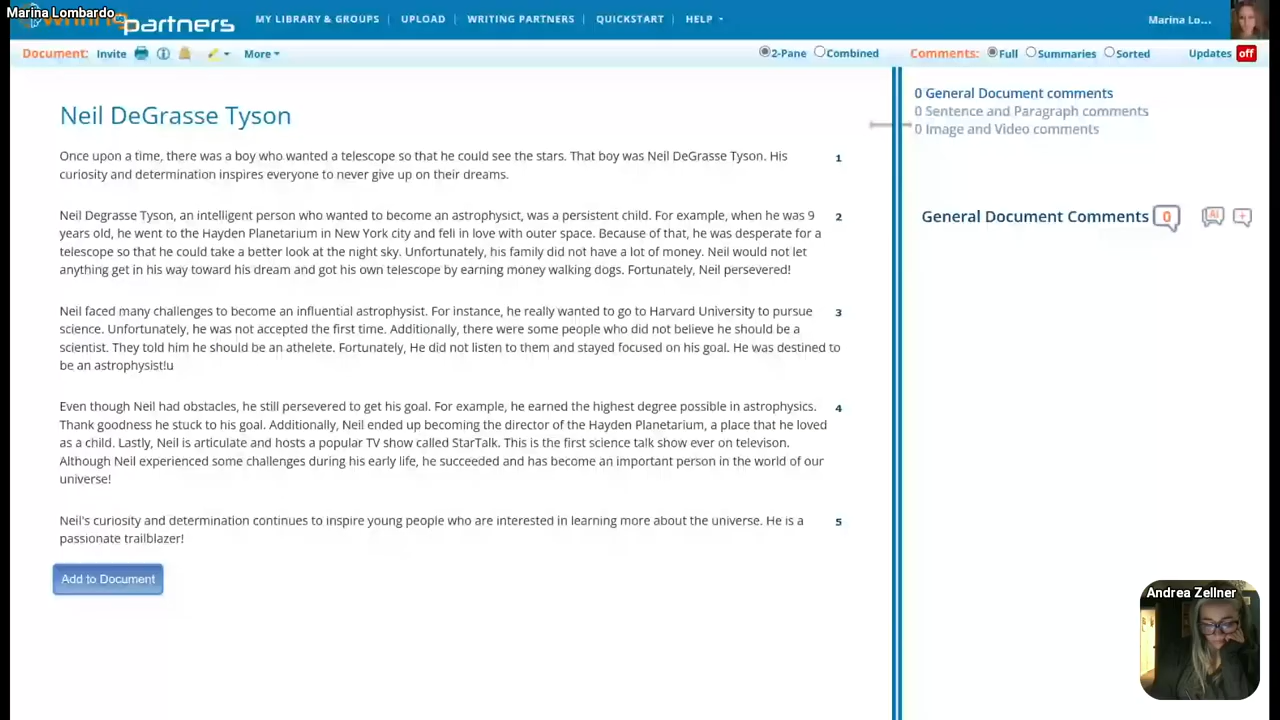 Marina Lombardo
writing partners
MY LIBRARY & GROUPS
UPLOAD
WRITING PARTNERS
QUICKSTART
HELP
Marina Lo...
Document:
Invite
More
2-Pane
Combined
Comments:
Full
Summaries
Sorted
Updates
off
Neil DeGrasse Tyson
Once upon a time, there was a boy who wanted a telescope so that he could see the stars. That boy was Neil DeGrasse Tyson. His
curiosity and determination inspires everyone to never give up on their dreams.
1
Neil Degrasse Tyson, an intelligent person who wanted to become an astrophysict, was a persistent child. For example, when he was 9
years old, he went to the Hayden Planetarium in New York city and fell in love with outer space. Because of that, he was desperate for a
telescope so that he could take a better look at the night sky. Unfortunately, his family did not have a lot of money. Neil would not let
anything get in his way toward his dream and got his own telescope by earning money walking dogs. Fortunately, Neil persevered!
2
Neil faced many challenges to become an influential astrophysist. For instance, he really wanted to go to Harvard University to pursue
science. Unfortunately, he was not accepted the first time. Additionally, there were some people who did not believe he should be a
scientist. They told him he should be an athelete. Fortunately, He did not listen to them and stayed focused on his goal. He was destined to
be an astrophysist!u
3
Even though Neil had obstacles, he still persevered to get his goal. For example, he earned the highest degree possible in astrophysics.
Thank goodness he stuck to his goal. Additionally, Neil ended up becoming the director of the Hayden Planetarium, a place that he loved
as a child. Lastly, Neil is articulate and hosts a popular TV show called StarTalk. This is the first science talk show ever on televison.
Although Neil experienced some challenges during his early life, he succeeded and has become an important person in the world of our
universe!
4
Neil's curiosity and determination continues to inspire young people who are interested in learning more about the universe. He is a
passionate trailblazer!
5
Add to Document
0 General Document comments
0 Sentence and Paragraph comments
0 Image and Video comments
General Document Comments
0
AI
Andrea Zellner